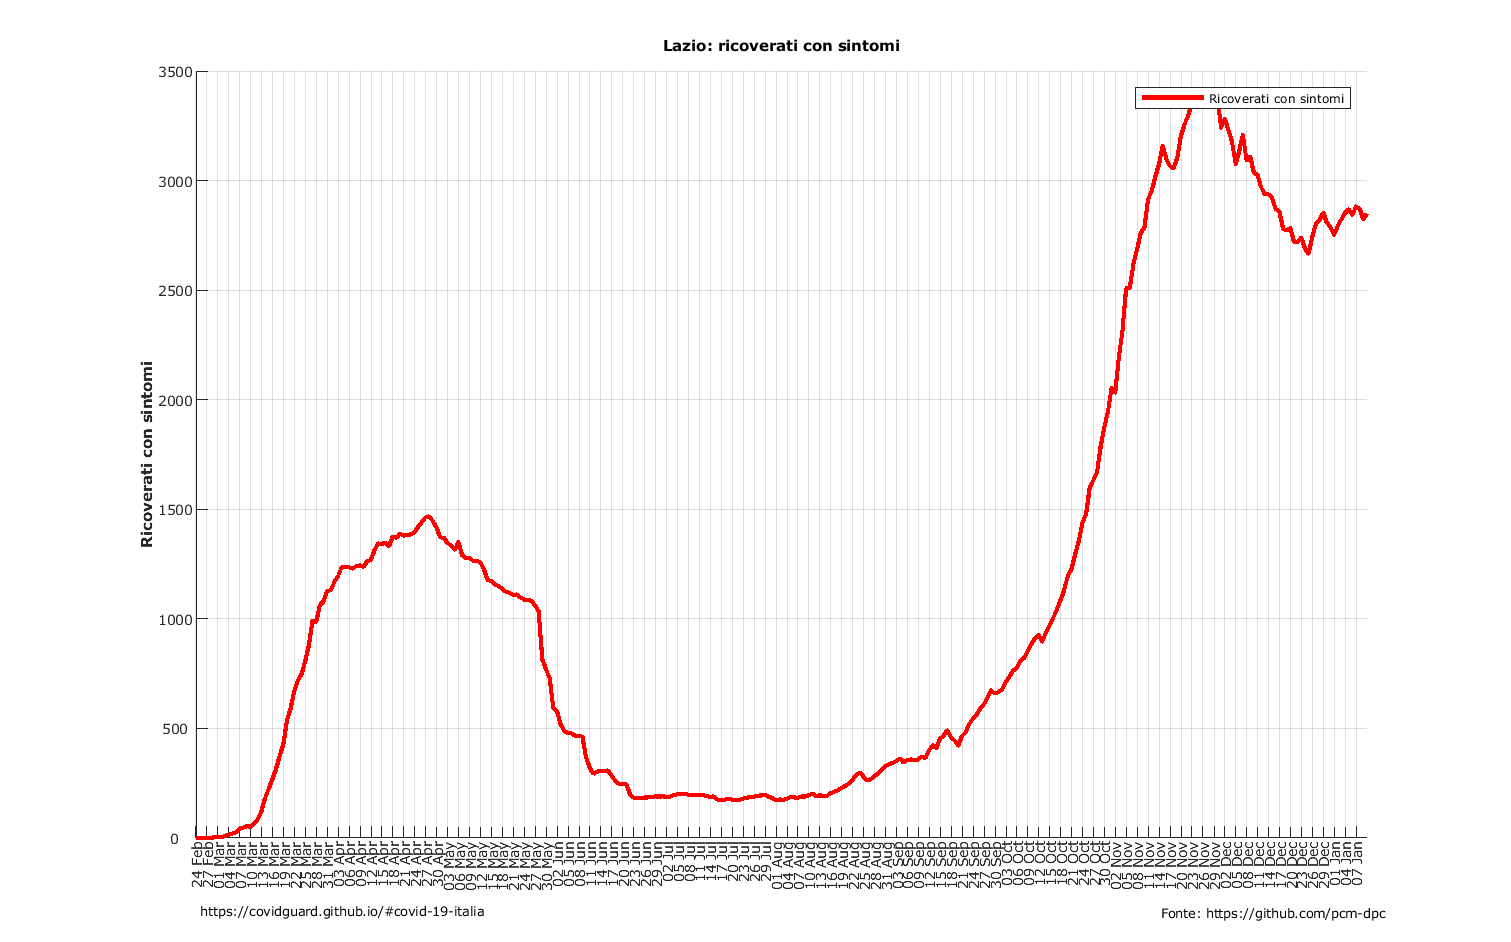 Lazio: ricoverati con sintomi
Ricoverati con sintomi
Ricoverati con sintomi
3500
3000
2500
2000
1500
1000
500
0
24 Feb
27 Feb
01 Mar
04 Mar
07 Mar
10 Mar
13 Mar
16 Mar
19 Mar
22 Mar
25 Mar
28 Mar
31 Mar
03 Apr
06 Apr
09 Apr
12 Apr
15 Apr
18 Apr
21 Apr
24 Apr
27 Apr
30 Apr
03 May
06 May
09 May
12 May
15 May
18 May
21 May
24 May
27 May
30 May
02 Jun
05 Jun
08 Jun
11 Jun
14 Jun
17 Jun
20 Jun
23 Jun
26 Jun
29 Jun
02 Jul
05 Jul
08 Jul
11 Jul
14 Jul
17 Jul
20 Jul
23 Jul
26 Jul
29 Jul
01 Aug
04 Aug
07 Aug
10 Aug
13 Aug
16 Aug
19 Aug
22 Aug
25 Aug
28 Aug
31 Aug
03 Sep
06 Sep
09 Sep
12 Sep
15 Sep
18 Sep
21 Sep
24 Sep
27 Sep
30 Sep
03 Oct
06 Oct
09 Oct
12 Oct
15 Oct
18 Oct
21 Oct
24 Oct
27 Oct
30 Oct
02 Nov
05 Nov
08 Nov
11 Nov
14 Nov
17 Nov
20 Nov
23 Nov
26 Nov
29 Nov
02 Dec
05 Dec
08 Dec
11 Dec
14 Dec
17 Dec
20 Dec
23 Dec
26 Dec
29 Dec
01 Jan
04 Jan
07 Jan
https://covidguard.github.io/#covid-19-italia
Fonte: https://github.com/pcm-dpc